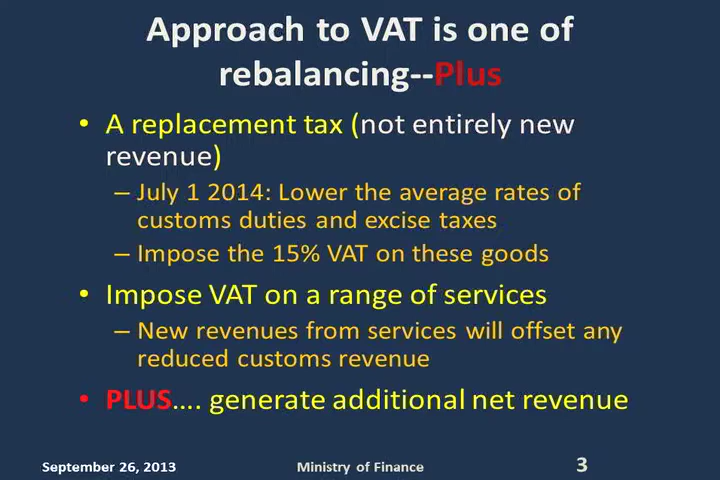 Approach to VAT is one of
rebalancing--Plus
• A replacement tax (not entirely new
revenue)
– July 1 2014: Lower the average rates of
customs duties and excise taxes
– Impose the 15% VAT on these goods
• Impose VAT on a range of services
– New revenues from services will offset any
reduced customs revenue
• PLUS.... generate additional net revenue
September 26, 2013 Ministry of Finance 3